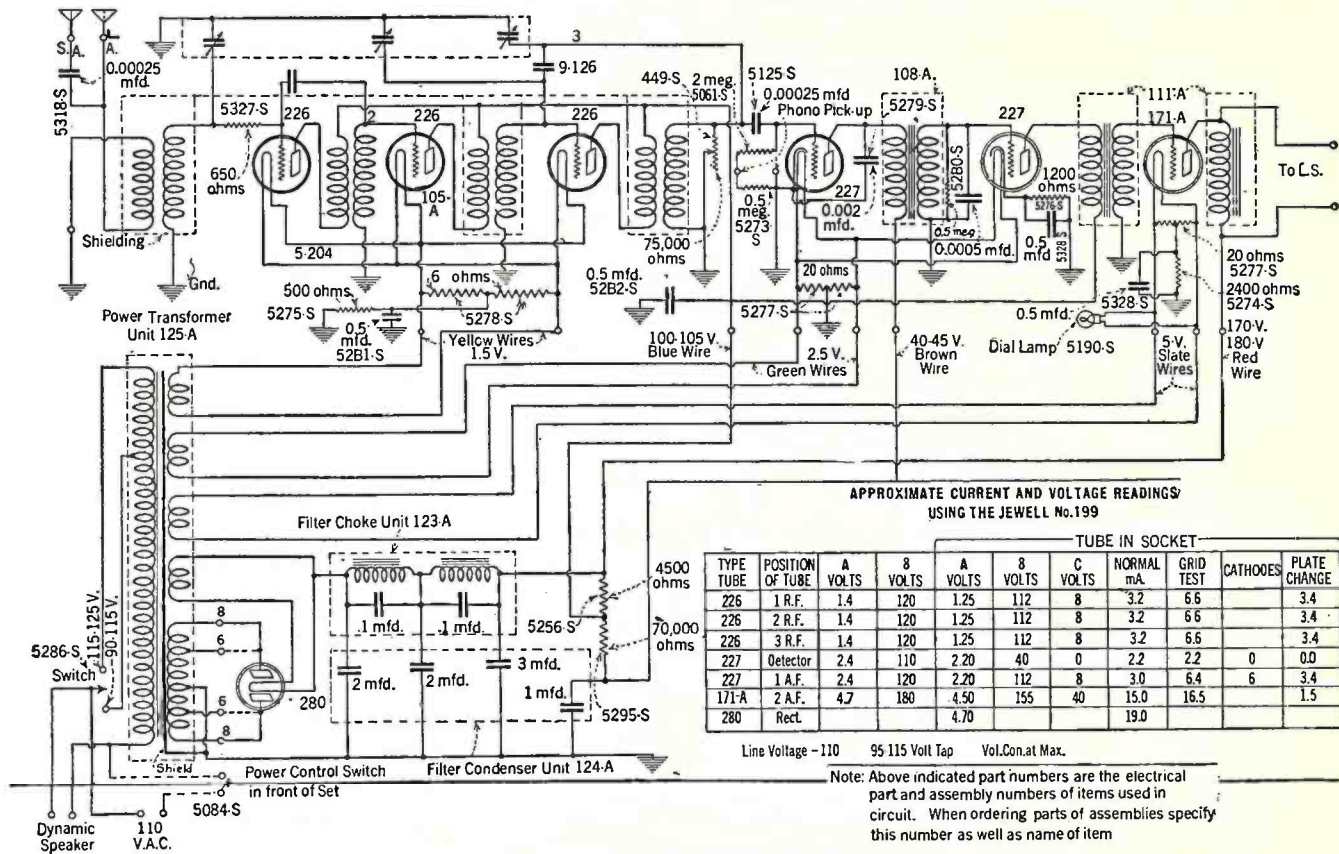 S.A.
A.
0.00025
mfd.
5318-S
5327-S
226
650
ohms
Shielding
Gnd.
2
226
105-
A
5-204
3
9-126
226
449-S
2 meg.
5061-S
5125-S
0.00025 mfd
Phono Pick-up
0.5
meg.
5273-
S
75,000
ohms
227
0.002
mfd.
108-A.
5279-S
5280-S
0.5 meg
0.0005 mfd.
227
1200
ohms
5276-S
0.5
mfd
5328-S
111-A
171-A
To L.S.
20 ohms
5277-S
2400 ohms
5274-S
5328-S
0.5 mfd.
Dial Lamp
5190-S
170-V.
180-V
Red
Wire
5-V.
Slate
Wires
40-45 V.
Brown
Wire
20 ohms
5277-S
2.5 V.
Green Wires
100-105 V.
Blue Wire
0.5 mfd.
52B2-S
6 ohms
5278-S
Yellow Wires
1.5 V.
500 ohms
5275-S
0.5
mfd.
52B1-S
Power Transformer
Unit 125-A
5286-S
Switch
115-125 V.
90-115 V.
8
6
6
8
280
Shield
Filter Choke Unit 123-A
.1 mfd.
.1 mfd.
2 mfd.
2 mfd.
3 mfd.
1 mfd.
5256-S
4500
ohms
70,000
ohms
5295-S
Filter Condenser Unit 124-A
Power Control Switch
in front of Set
5084-S
Dynamic
Speaker
110
V.A.C.
APPROXIMATE CURRENT AND VOLTAGE READINGS
USING THE JEWELL No.199
TUBE IN SOCKET
TYPE TUBE POSITION OF TUBE A VOLTS 8 VOLTS A VOLTS 8 VOLTS C VOLTS NORMAL mA. GRID TEST CATHODES PLATE CHANGE
226 1 R.F. 1.4 120 1.25 112 8 3.2 6.6 3.4
226 2 R.F. 1.4 120 1.25 112 8 3.2 6.6 3.4
226 3 R.F. 1.4 120 1.25 112 8 3.2 6.6 3.4
227 Detector 2.4 110 2.20 40 0 2.2 2.2 0 0.0
227 1 A.F. 2.4 120 2.20 112 8 3.0 6.4 6 3.4
171-A 2 A.F. 4.7 180 4.50 155 40 15.0 16.5 1.5
280 Rect. 4.70 19.0
Line Voltage - 110 95-115 Volt Tap Vol.Con.at Max.
Note: Above indicated part numbers are the electrical
part and assembly numbers of items used in
circuit. When ordering parts of assemblies specify
this number as well as name of item